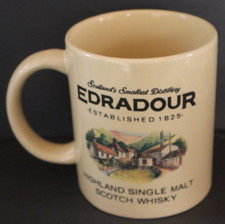 Scotland's Smallest Distillery
EDRADOUR
·ESTABLISHED 1825·
HIGHLAND SINGLE MALT
SCOTCH WHISKY